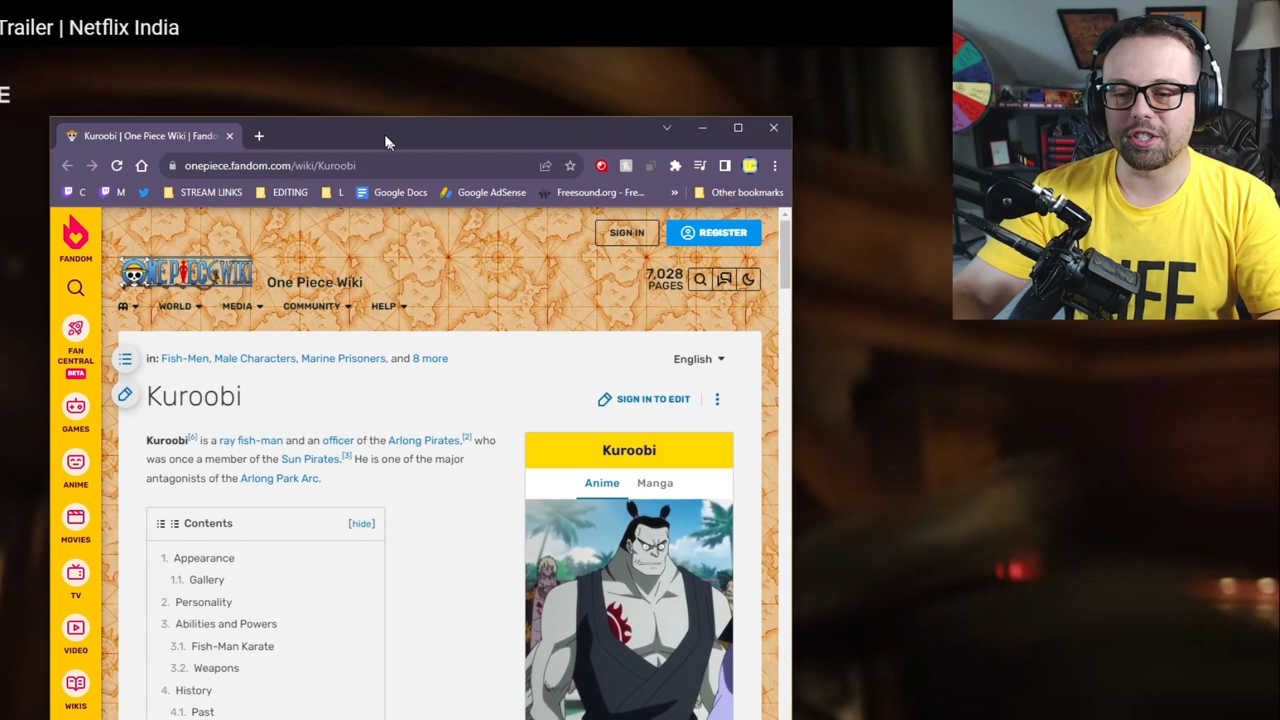 Trailer | Netflix India
E
Kuroobi | One Piece Wiki | Fando
onepiece.fandom.com/wiki/Kuroobi
C M STREAM LINKS EDITING L Google Docs Google AdSense Freesound.org - Fre... » Other bookmarks
FANDOM
FAN CENTRAL
BETA
GAMES
ANIME
MOVIES
TV
VIDEO
WIKIS
SIGN IN REGISTER
ONE PIECE WIKI One Piece Wiki
7,028
PAGES
WORLD MEDIA COMMUNITY HELP
in: Fish-Men, Male Characters, Marine Prisoners, and 8 more
English
Kuroobi
SIGN IN TO EDIT
Kuroobi[6] is a ray fish-man and an officer of the Arlong Pirates,[2] who
was once a member of the Sun Pirates.[3] He is one of the major
antagonists of the Arlong Park Arc.
Contents [hide]
1. Appearance
1.1. Gallery
2. Personality
3. Abilities and Powers
3.1. Fish-Man Karate
3.2. Weapons
4. History
4.1. Past
Kuroobi
Anime Manga